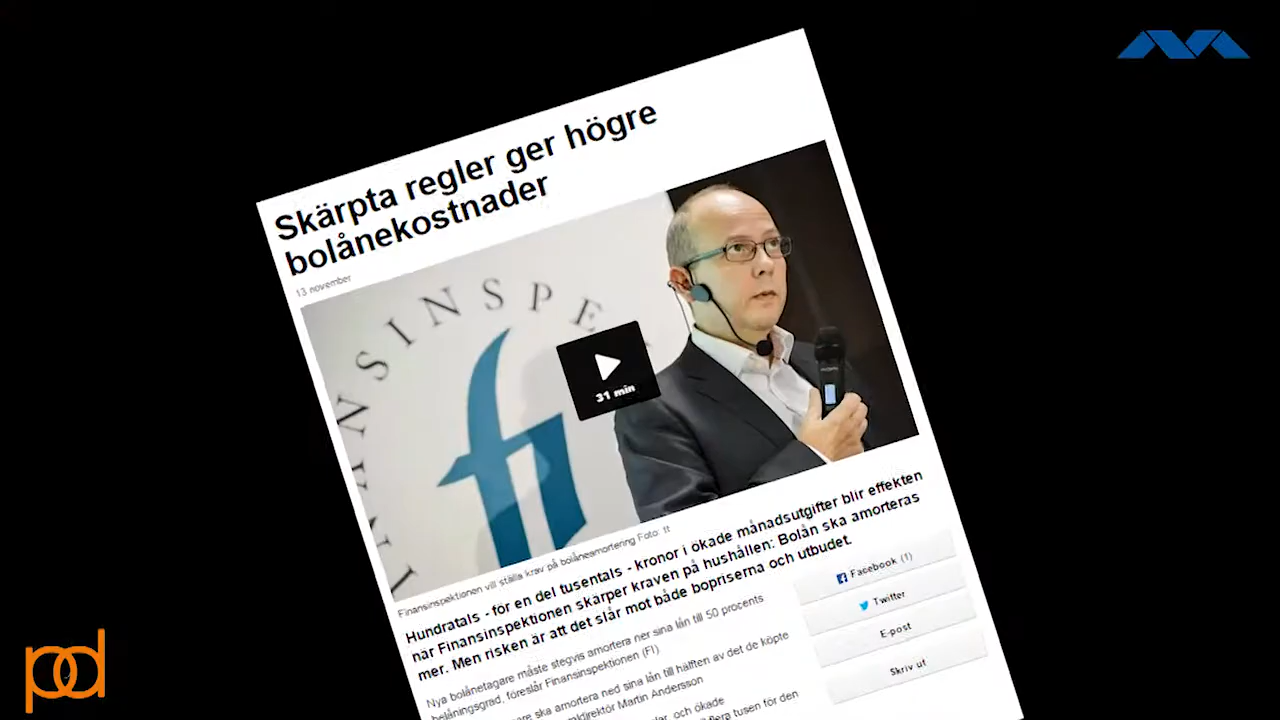 Skärpta regler ger högre
bolånekostnader
13 november
FINANSINSPE
31 min
Finansinspektionen vill ställa krav på bolåneamortering Foto: tt
Hundratals - för en del tusentals - kronor i ökade månadsutgifter blir effekten
när Finansinspektionen skärper kraven på hushållen: Bolån ska amorteras
mer. Men risken är att det slår mot både bopriserna och utbudet.
Nya bolånetagare måste stegvis amortera ner sina lån till 50 procents
belåningsgrad, föreslår Finansinspektionen (FI)
are ska amortera ned sina lån till hälften av det de köpte
Martin Andersson
och ökade
tusen för den
Facebook (1)
Twitter
E-post
Skriv ut
pd